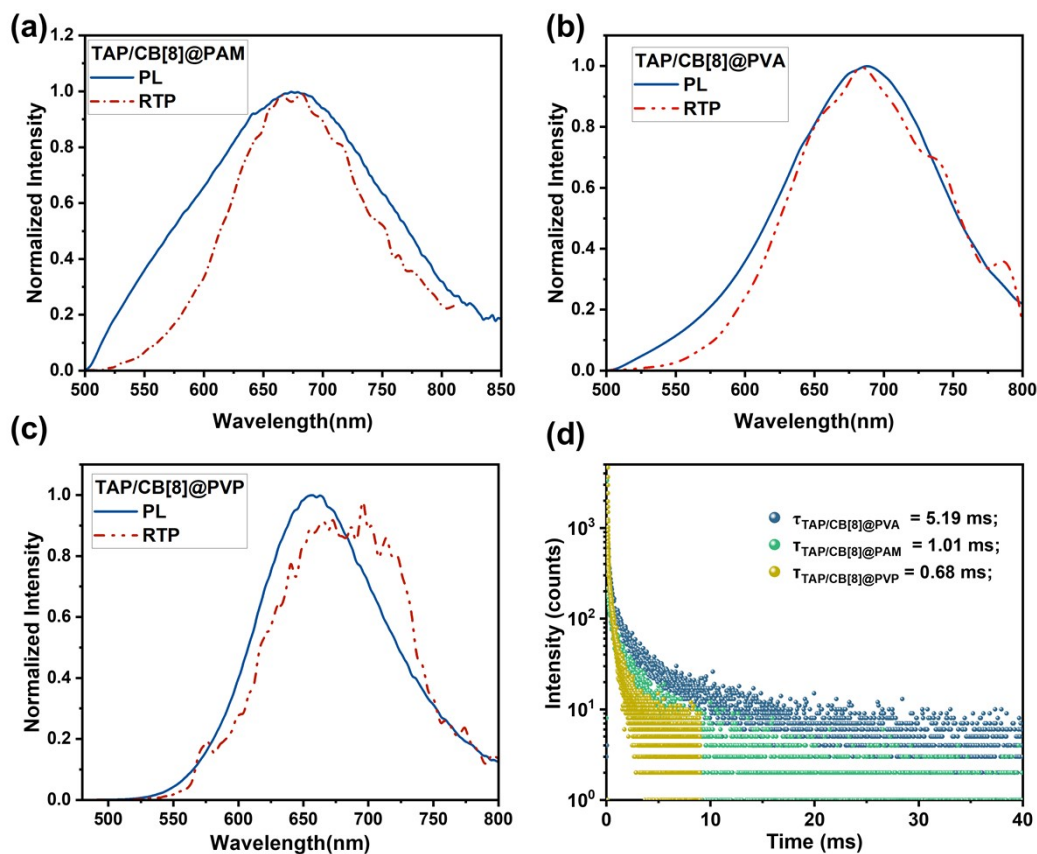 (a)
TAP/CB[8]@PAM
PL
RTP
Normalized Intensity
1.2
1.0
0.8
0.6
0.4
0.2
0.0
500 550 600 650 700 750 800 850
Wavelength(nm)
(b)
TAP/CB[8]@PVA
PL
RTP
Normalized Intensity
1.0
0.8
0.6
0.4
0.2
0.0
500 550 600 650 700 750 800
Wavelength(nm)
(c)
TAP/CB[8]@PVP
PL
RTP
Normalized Intensity
1.0
0.8
0.6
0.4
0.2
0.0
500 550 600 650 700 750 800
Wavelength(nm)
(d)
τTAP/CB[8]@PVA = 5.19 ms;
τTAP/CB[8]@PAM = 1.01 ms;
τTAP/CB[8]@PVP = 0.68 ms;
Intensity (counts)
10³
10²
10¹
10⁰
0 10 20 30 40
Time (ms)